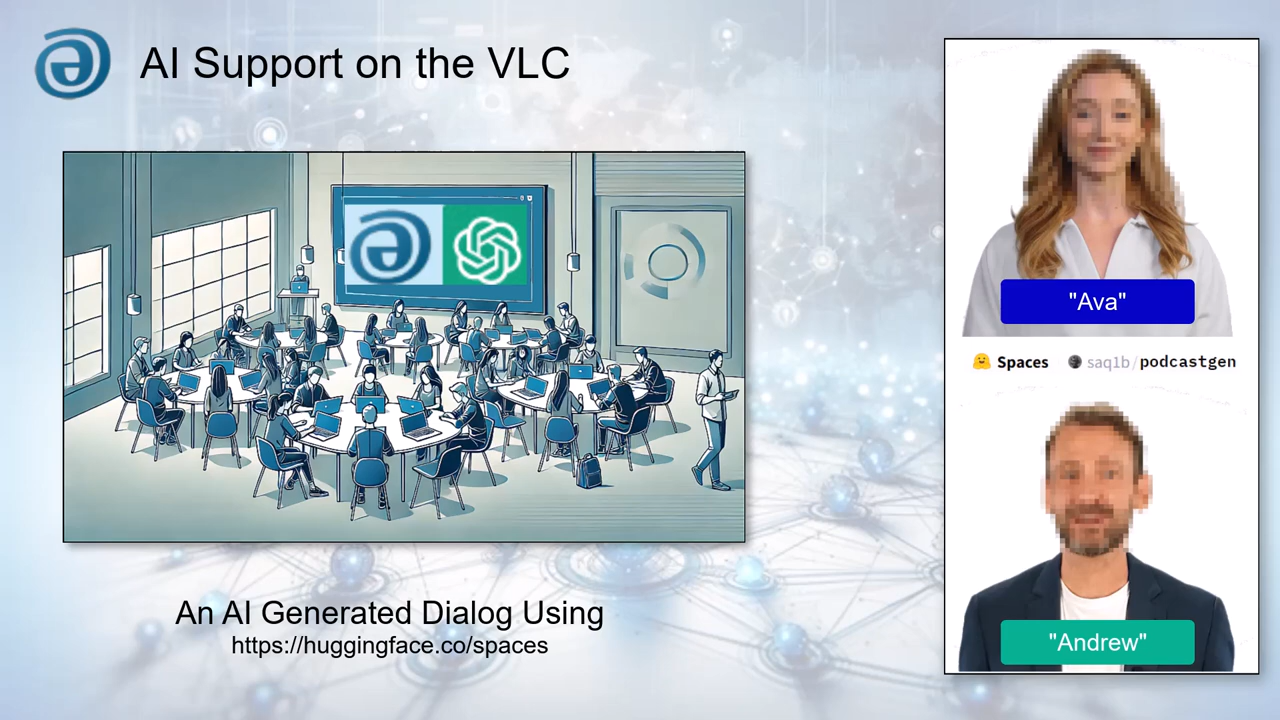 AI Support on the VLC
"Ava"
Spaces saq1b/podcastgen
"Andrew"
An AI Generated Dialog Using
https://huggingface.co/spaces